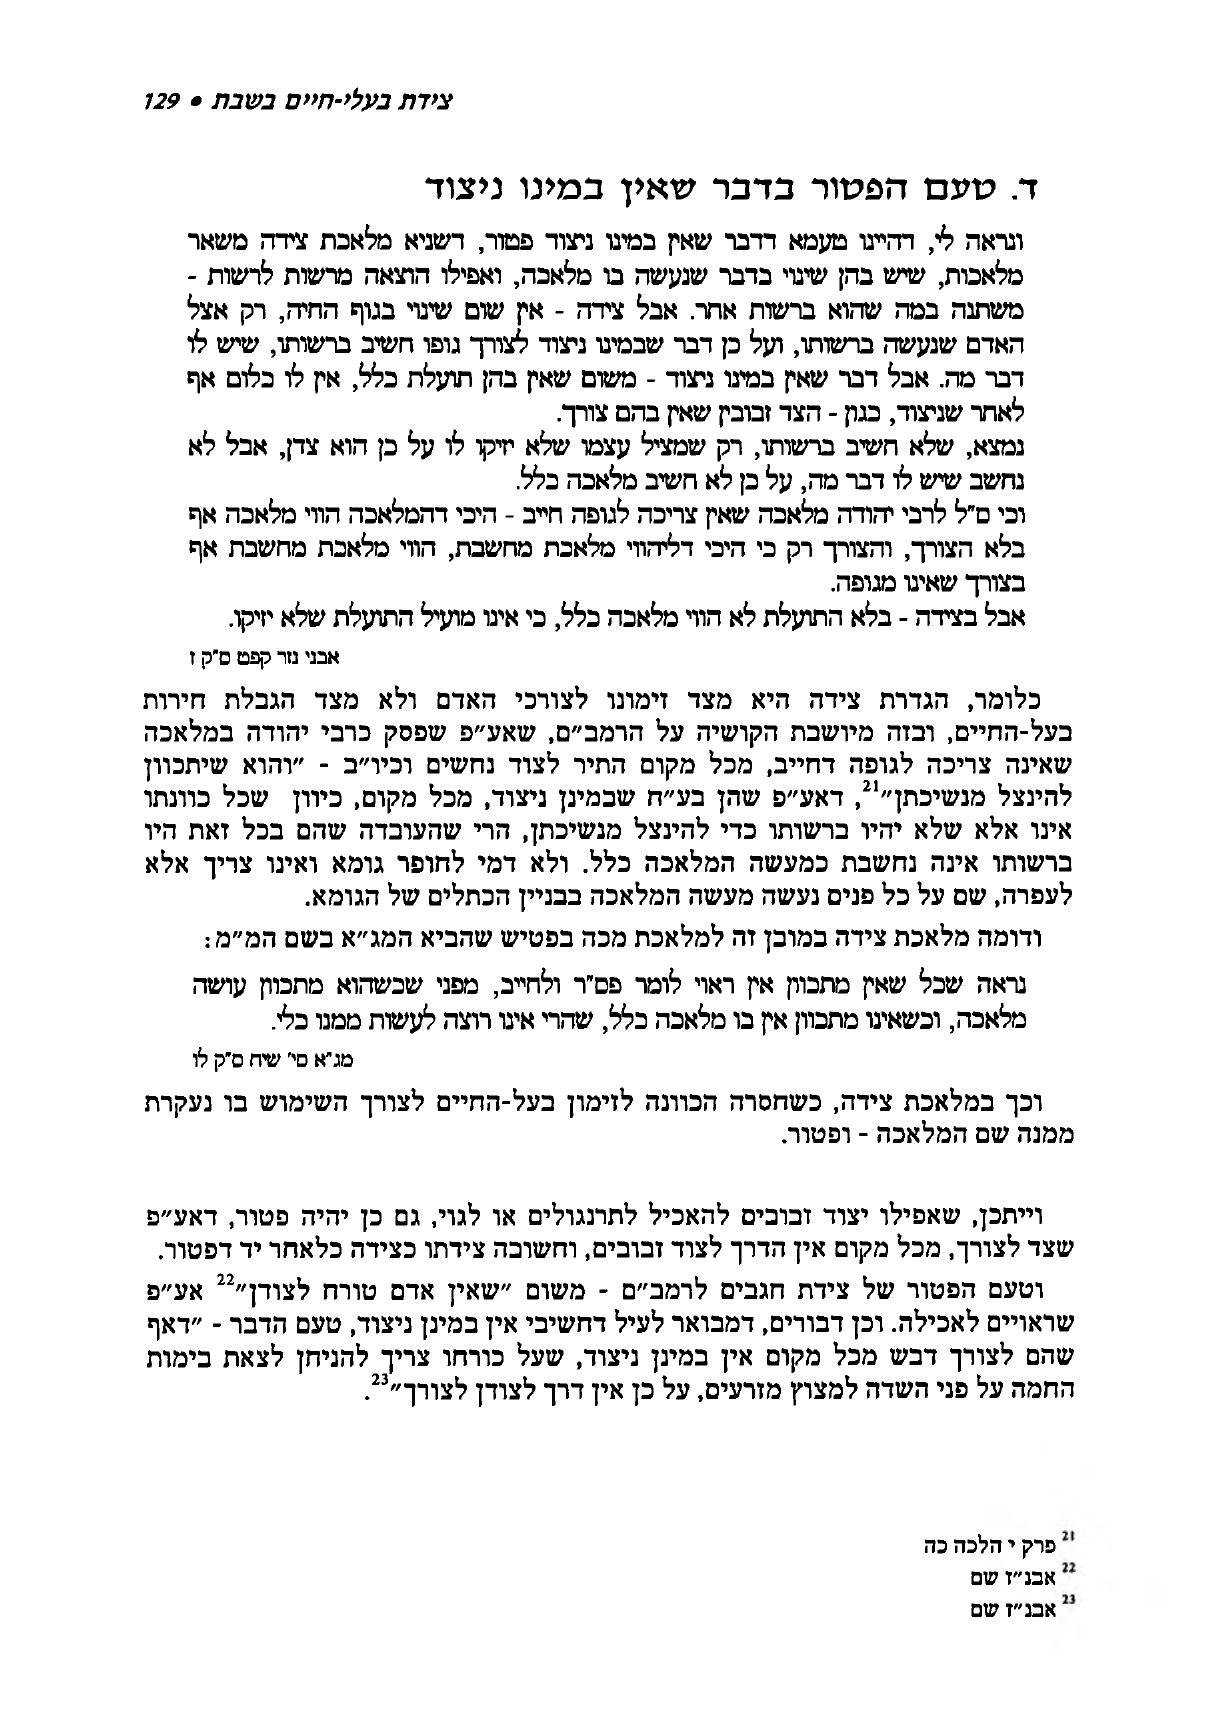 צידת בעלי-חיים בשבת • 129
ד. טעם הפטור בדבר שאין במינו ניצוד
ונראה לי, דהיינו טעמא דדבר שאין במינו ניצוד פטור, דשניא מלאכת צידה משאר
מלאכות, שיש בהן שינוי בדבר שנעשה בו מלאכה, ואפילו הוצאה מרשות לרשות -
משתנה במה שהוא ברשות אחר. אבל צידה - אין שום שינוי בגוף החיה, רק אצל
האדם שנעשה ברשותו, ועל כן דבר שבמינו ניצוד לצורך גופו חשיב ברשותו, שיש לו
דבר מה. אבל דבר שאין במינו ניצוד - משום שאין בהן תועלת כלל, אין לו כלום אף
לאחר שניצוד, כגון - הצד זבובין שאין בהם צורך.
נמצא, שלא חשיב ברשותו, רק שמציל עצמו שלא יזיקו לו על כן הוא צדן, אבל לא
נחשב שיש לו דבר מה, על כן לא חשיב מלאכה כלל.
וכי ס"ל לרבי יהודה מלאכה שאין צריכה לגופה חייב - היכי דהמלאכה הווי מלאכה אף
בלא הצורך, והצורך רק כי היכי דליהווי מלאכת מחשבת, הווי מלאכת מחשבת אף
בצורך שאינו מגופה.
אבל בצידה - בלא התועלת לא הווי מלאכה כלל, כי אינו מועיל התועלת שלא יזיקו.
אבני נזר קפט ס"ק ז
כלומר, הגדרת צידה היא מצד זימונו לצורכי האדם ולא מצד הגבלת חירות
בעל-החיים, ובזה מיושבת הקושיה על הרמב"ם, שאע"פ שפסק כרבי יהודה במלאכה
שאינה צריכה לגופה דחייב, מכל מקום התיר לצוד נחשים וכיו"ב - "והוא שיתכוון
להינצל מנשיכתן"21, דאע"פ שהן בע"ח שבמינן ניצוד, מכל מקום, כיוון שכל כוונתו
אינו אלא שלא יהיו ברשותו כדי להינצל מנשיכתן, הרי שהעובדה שהם בכל זאת היו
ברשותו אינה נחשבת כמעשה המלאכה כלל. ולא דמי לחופר גומא ואינו צריך אלא
לעפרה, שם על כל פנים נעשה מעשה המלאכה בבניין הכתלים של הגומא.
ודומה מלאכת צידה במובן זה למלאכת מכה בפטיש שהביא המג"א בשם המ"מ:
נראה שכל שאין מתכוון אין ראוי לומר פס"ר ולחייב, מפני שכשהוא מתכוון עושה
מלאכה, וכשאינו מתכוון אין בו מלאכה כלל, שהרי אינו רוצה לעשות ממנו כלי.
מג"א סי' שיח ס"ק לו
וכך במלאכת צידה, כשחסרה הכוונה לזימון בעל-החיים לצורך השימוש בו נעקרת
ממנה שם המלאכה - ופטור.
וייתכן, שאפילו יצוד זבובים להאכיל לתרנגולים או לגוי, גם כן יהיה פטור, דאע"פ
שצד לצורך, מכל מקום אין הדרך לצוד זבובים, וחשובה צידתו כצידה כלאחר יד דפטור.
וטעם הפטור של צידת חגבים לרמב"ם - משום "שאין אדם טורח לצודן"22 אע"פ
שראויים לאכילה. וכן דבורים, דמבואר לעיל דחשיבי אין במינן ניצוד, טעם הדבר - "דאף
שהם לצורך דבש מכל מקום אין במינן ניצוד, שעל כורחו צריך להניחן לצאת בימות
החמה על פני השדה למצוץ מזרעים, על כן אין דרך לצודן לצורך"23.
21 פרק י הלכה כה
22 אבנ"ז שם
23 אבנ"ז שם